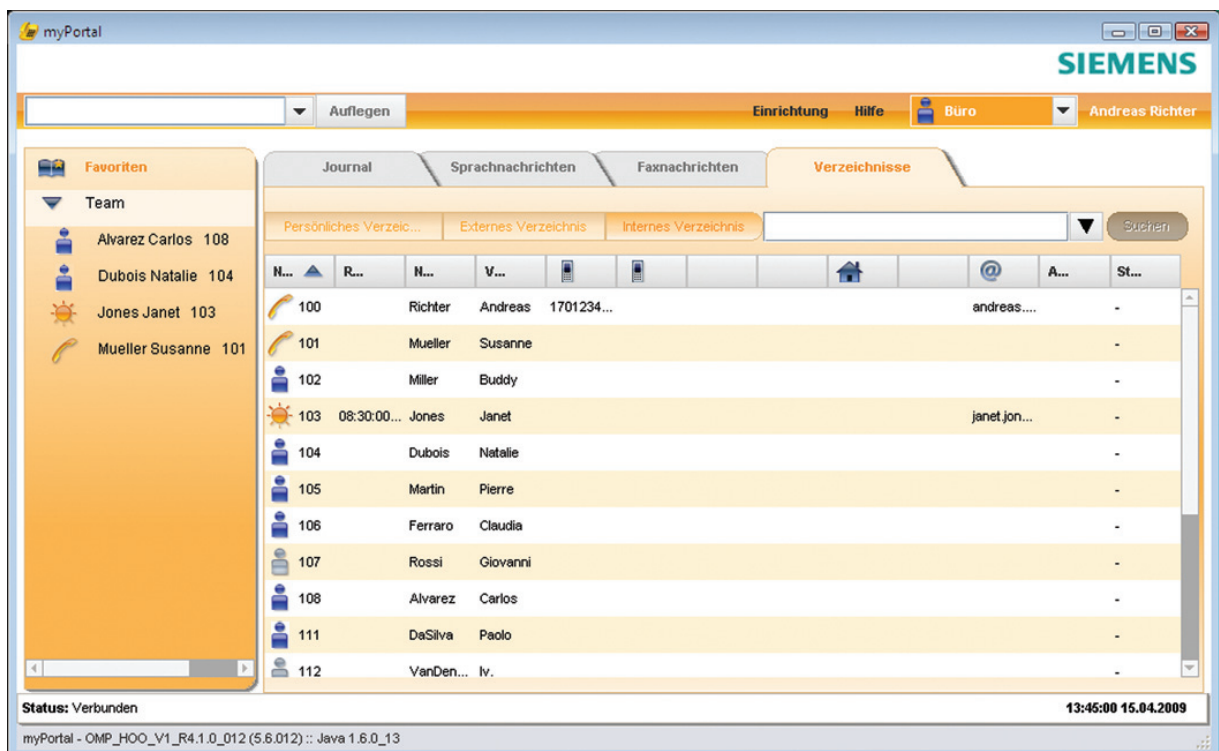 myPortal
SIEMENS
Auflegen Einrichtung Hilfe Büro Andreas Richter
Favoriten
Team
Alvarez Carlos 108
Dubois Natalie 104
Jones Janet 103
Mueller Susanne 101
Journal Sprachnachrichten Faxnachrichten Verzeichnisse
Persönliches Verzeic... Externes Verzeichnis Internes Verzeichnis Suchen
N... R... N... V... @ A... St...
100 Richter Andreas 1701234... andreas.... -
101 Mueller Susanne -
102 Miller Buddy -
103 08:30:00... Jones Janet janet.jon... -
104 Dubois Natalie -
105 Martin Pierre -
106 Ferraro Claudia -
107 Rossi Giovanni -
108 Alvarez Carlos -
111 DaSilva Paolo -
112 VanDen... Iv. -
Status: Verbunden 13:45:00 15.04.2009
myPortal - OMP_HOO_V1_R4.1.0_012 (5.6.012) :: Java 1.6.0_13